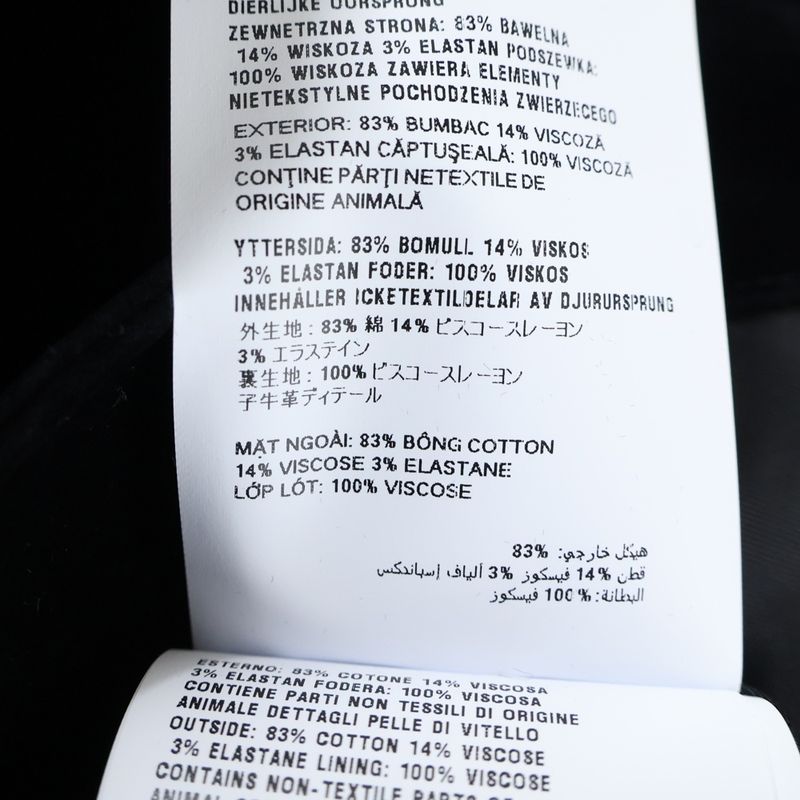 DIERLIJKE OORSPRONG
ZEWNETRZNA STRONA: 83% BAWELNA
14% WISKOZA 3% ELASTAN PODSZEWKA:
100% WISKOZA ZAWIERA ELEMENTY
NIETEKSTYLNE POCHODZENIA ZWIERZECEGO
EXTERIOR: 83% BUMBAC 14% VISCOZĂ
3% ELASTAN CĂPTUŞEALĂ: 100% VISCOZĂ
CONŢINE PĂRŢI NETEXTILE DE
ORIGINE ANIMALĂ
YTTERSIDA: 83% BOMULL 14% VISKOS
3% ELASTAN FODER: 100% VISKOS
INNEHÅLLER ICKETEXTILDELAR AV DJURURSPRUNG
外生地 : 83% 綿 14% ビスコースレーヨン
3% エラステイン
裏生地 : 100% ビスコースレーヨン
子牛革ディテール
MẶT NGOÀI: 83% BÔNG COTTON
14% VISCOSE 3% ELASTANE
LỚP LÓT: 100% VISCOSE
هيكل خارجي: 83%
قطن 14% فيسكوز 3% ألياف إسباندكس
البطانة: 100% فيسكوز
ESTERNO: 83% COTONE 14% VISCOSA
3% ELASTAN FODERA: 100% VISCOSA
CONTIENE PARTI NON TESSILI DI ORIGINE
ANIMALE DETTAGLI PELLE DI VITELLO
OUTSIDE: 83% COTTON 14% VISCOSE
3% ELASTANE LINING: 100% VISCOSE
CONTAINS NON-TEXTILE PARTS OF
ANIMAL